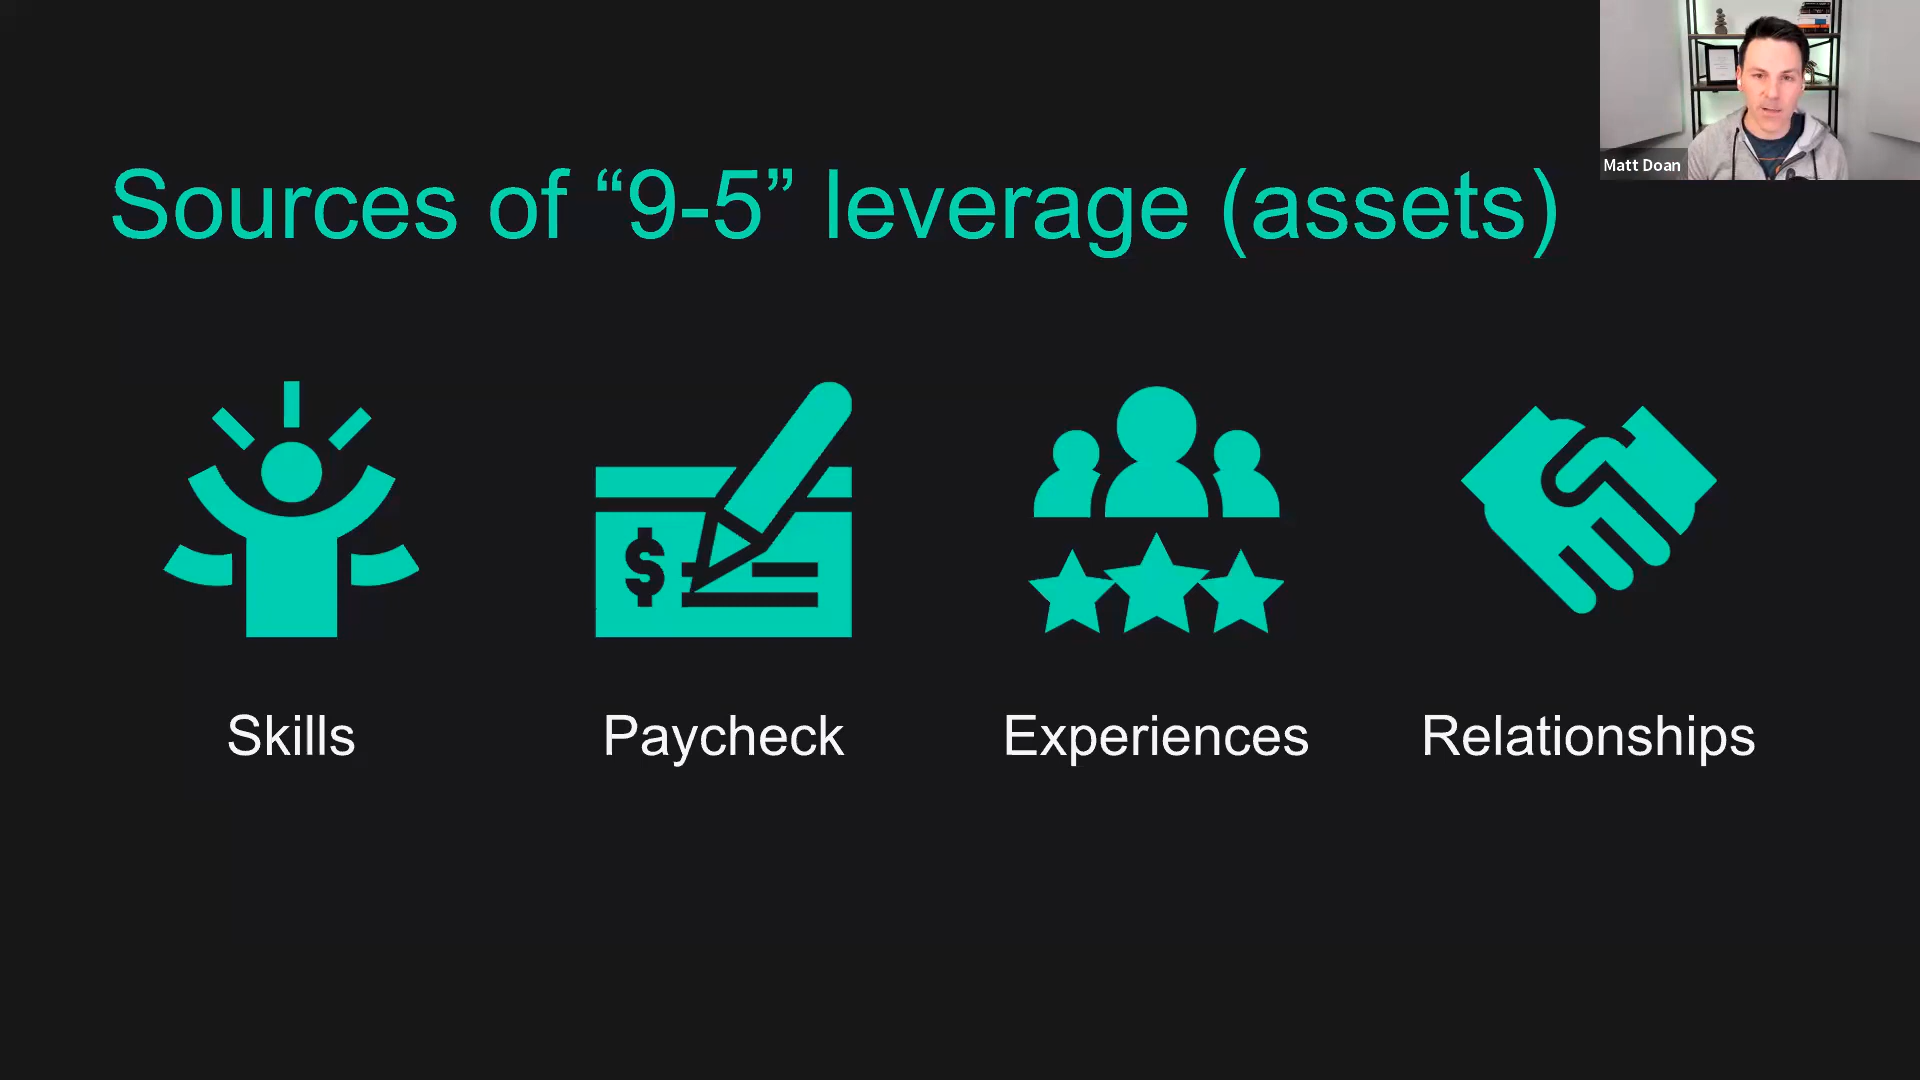 Sources of “9-5” leverage (assets)
Matt Doan
$
Skills
Paycheck
Experiences
Relationships